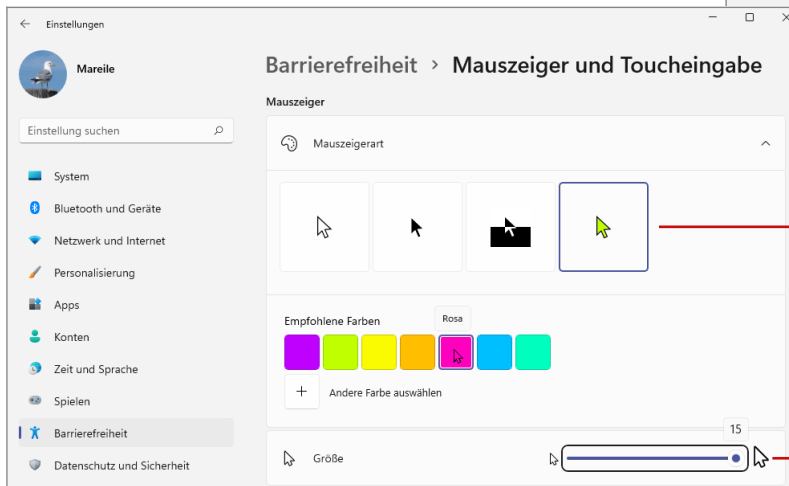 Einstellungen
Mareile
Einstellung suchen
System
Bluetooth und Geräte
Netzwerk und Internet
Personalisierung
Apps
Konten
Zeit und Sprache
Spielen
Barrierefreiheit
Datenschutz und Sicherheit
Barrierefreiheit > Mauszeiger und Toucheingabe
Mauszeiger
Mauszeigerart
Empfohlene Farben
Rosa
Andere Farbe auswählen
15
Größe